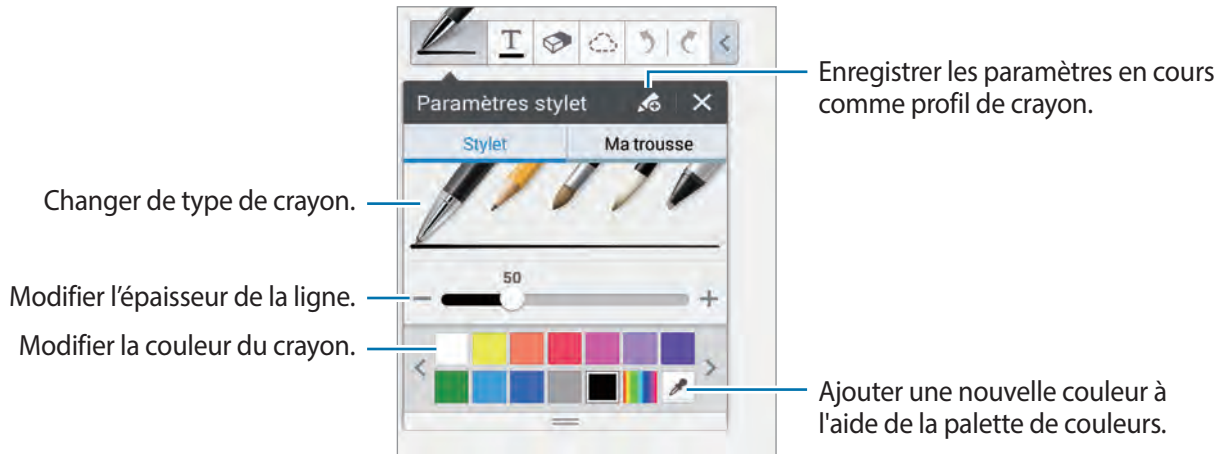 T
Enregistrer les paramètres en cours
comme profil de crayon.
Paramètres stylet
Stylet
Ma trousse
Changer de type de crayon.
50
Modifier l'épaisseur de la ligne.
Modifier la couleur du crayon.
Ajouter une nouvelle couleur à
l'aide de la palette de couleurs.